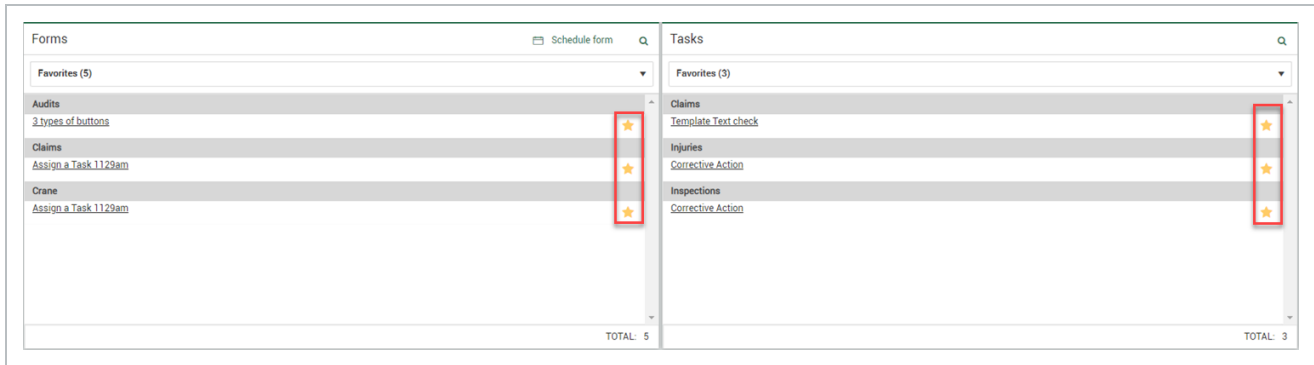 Forms
Schedule form
Favorites (5)
Audits
3 types of buttons
Claims
Assign a Task 1129am
Crane
Assign a Task 1129am
TOTAL: 5
Tasks
Favorites (3)
Claims
Template Text check
Injuries
Corrective Action
Inspections
Corrective Action
TOTAL: 3